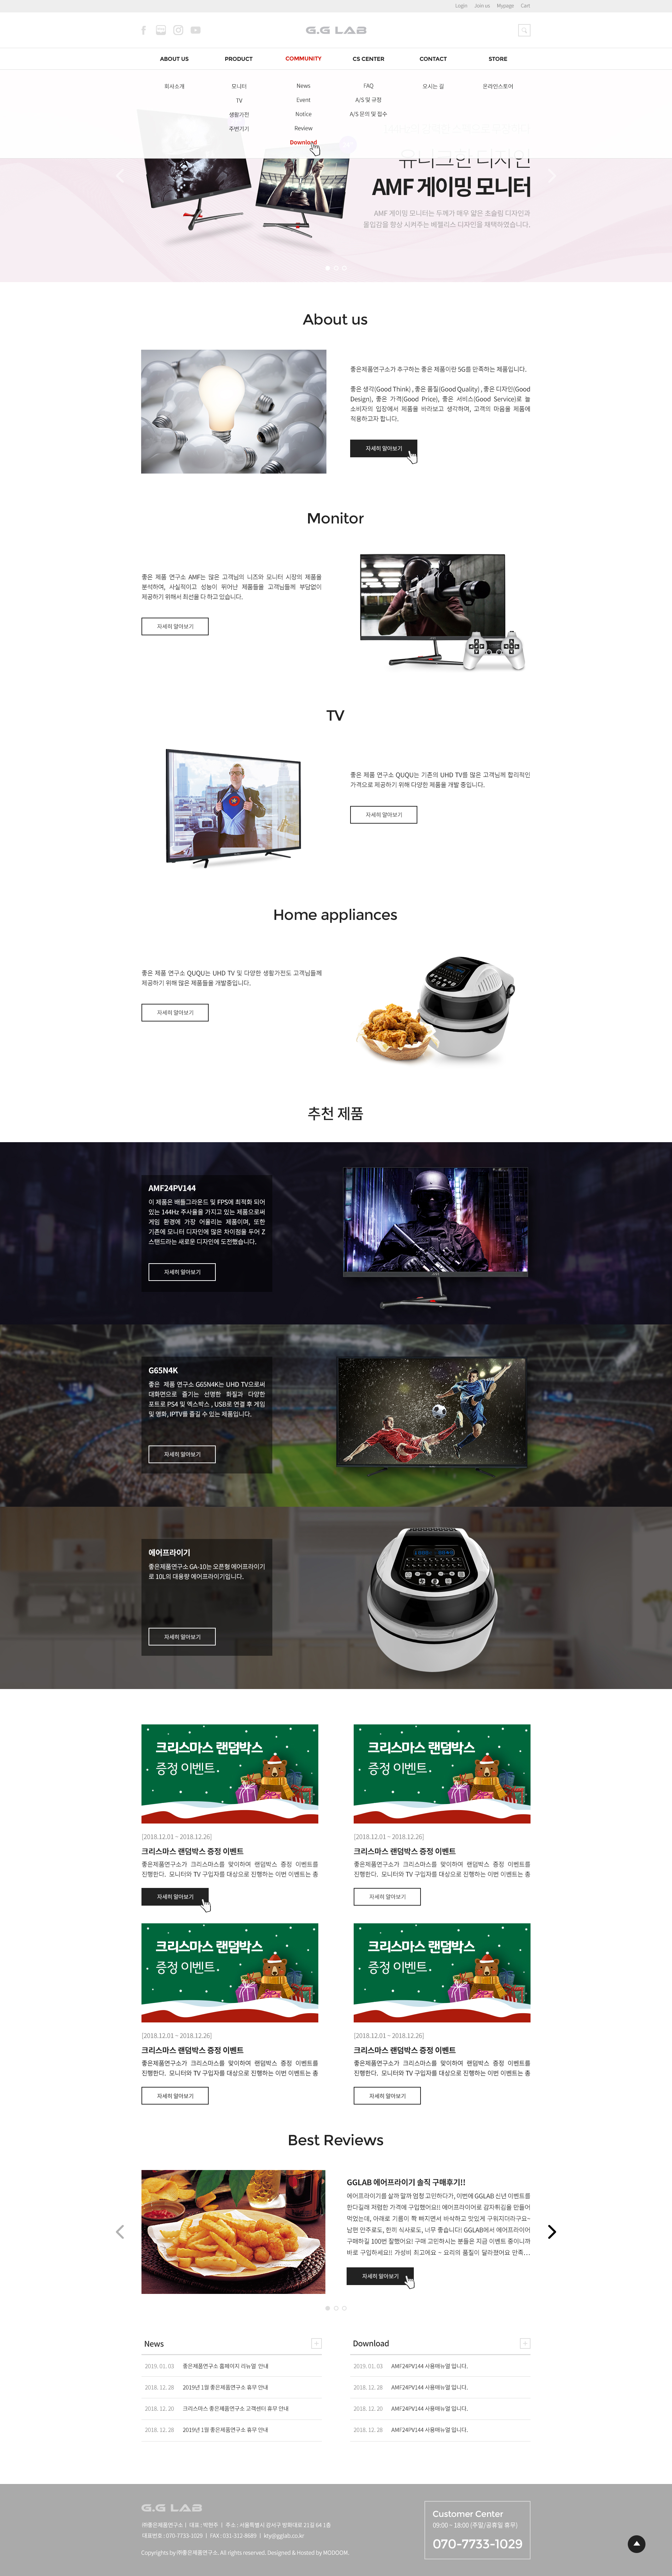 Login Join us Mypage Cart
G.G LAB
ABOUT US PRODUCT COMMUNITY CS CENTER CONTACT STORE
회사소개 모니터 News FAQ 오시는 길 온라인스토어
TV Event A/S 및 규정
생활가전 Notice A/S 문의 및 접수
주변기기 Review
Download
유니크한 디자인
AMF 게이밍 모니터
AMF 게이밍 모니터는 두께가 매우 얇은 초슬림 디자인과
몰입감을 향상 시켜주는 베젤리스 디자인을 채택하였습니다.
About us
좋은제품연구소가 추구하는 좋은 제품이란 5G를 만족하는 제품입니다.
좋은 생각(Good Think) , 좋은 품질(Good Quality) , 좋은 디자인(Good
Design), 좋은 가격(Good Price), 좋은 서비스(Good Service)로 늘
소비자의 입장에서 제품을 바라보고 생각하며, 고객의 마음을 제품에
적용하고자 합니다.
자세히 알아보기
Monitor
좋은 제품 연구소 AMF는 많은 고객님의 니즈와 모니터 시장의 제품을
분석하여, 사실적이고 성능이 뛰어난 제품들을 고객님들께 부담없이
제공하기 위해서 최선을 다 하고 있습니다.
자세히 알아보기
TV
좋은 제품 연구소 QUQU는 기존의 UHD TV를 많은 고객님께 합리적인
가격으로 제공하기 위해 다양한 제품을 개발 중입니다.
자세히 알아보기
Home appliances
좋은 제품 연구소 QUQU는 UHD TV 및 다양한 생활가전도 고객님들께
제공하기 위해 많은 제품들을 개발중입니다.
자세히 알아보기
추천 제품
AMF24PV144
이 제품은 배틀그라운드 및 FPS에 최적화 되어
있는 144Hz 주사율을 가지고 있는 제품으로써
게임 환경에 가장 어울리는 제품이며, 또한
기존에 모니터 디자인에 많은 차이점을 두어 Z
스탠드라는 새로운 디자인에 도전했습니다.
자세히 알아보기
G65N4K
좋은 제품 연구소 G65N4K는 UHD TV으로써
대화면으로 즐기는 선명한 화질과 다양한
포트로 PS4 및 엑스박스 , USB로 연결 후 게임
및 영화, IPTV를 즐길 수 있는 제품입니다.
자세히 알아보기
에어프라이기
좋은제품연구소 GA-10는 오픈형 에어프라이기
로 10L의 대용량 에어프라이기입니다.
자세히 알아보기
크리스마스 랜덤박스
증정 이벤트
[2018.12.01 ~ 2018.12.26]
크리스마스 랜덤박스 증정 이벤트
좋은제품연구소가 크리스마스를 맞이하여 랜덤박스 증정 이벤트를
진행한다. 모니터와 TV 구입자를 대상으로 진행하는 이번 이벤트는 총
자세히 알아보기
크리스마스 랜덤박스
증정 이벤트
[2018.12.01 ~ 2018.12.26]
크리스마스 랜덤박스 증정 이벤트
좋은제품연구소가 크리스마스를 맞이하여 랜덤박스 증정 이벤트를
진행한다. 모니터와 TV 구입자를 대상으로 진행하는 이번 이벤트는 총
자세히 알아보기
크리스마스 랜덤박스
증정 이벤트
[2018.12.01 ~ 2018.12.26]
크리스마스 랜덤박스 증정 이벤트
좋은제품연구소가 크리스마스를 맞이하여 랜덤박스 증정 이벤트를
진행한다. 모니터와 TV 구입자를 대상으로 진행하는 이번 이벤트는 총
자세히 알아보기
크리스마스 랜덤박스
증정 이벤트
[2018.12.01 ~ 2018.12.26]
크리스마스 랜덤박스 증정 이벤트
좋은제품연구소가 크리스마스를 맞이하여 랜덤박스 증정 이벤트를
진행한다. 모니터와 TV 구입자를 대상으로 진행하는 이번 이벤트는 총
자세히 알아보기
Best Reviews
GGLAB 에어프라이기 솔직 구매후기!!
에어프라이기를 살까 말까 엄청 고민하다가, 이번에 GGLAB 신년 이벤트를
한다길래 저렴한 가격에 구입했어요!! 에어프라이어로 감자튀김을 만들어
먹었는데, 아래로 기름이 쫙 빠지면서 바삭하고 맛있게 구워지더라구요~
남편 안주로도, 한끼 식사로도, 너무 좋습니다! GGLAB에서 에어프라이어
구매하길 100번 잘했어요! 구매 고민하시는 분들은 지금 이벤트 중이니까
바로 구입하세요!! 가성비 최고에요 ~ 요리의 품질이 달라졌어요 만족...
자세히 알아보기
News
2019. 01. 03 좋은제품연구소 홈페이지 리뉴얼 안내
2018. 12. 28 2019년 1월 좋은제품연구소 휴무 안내
2018. 12. 20 크리스마스 좋은제품연구소 고객센터 휴무 안내
2018. 12. 28 2019년 1월 좋은제품연구소 휴무 안내
Download
2019. 01. 03 AMF24PV144 사용메뉴얼 입니다.
2018. 12. 28 AMF24PV144 사용메뉴얼 입니다.
2018. 12. 20 AMF24PV144 사용메뉴얼 입니다.
2018. 12. 28 AMF24PV144 사용메뉴얼 입니다.
G.G LAB
㈜좋은제품연구소 | 대표 : 박현주 | 주소 : 서울특별시 강서구 방화대로 21길 64 1층
대표번호 : 070-7733-1029 | FAX : 031-312-8689 | kty@gglab.co.kr
Copyrights by ㈜좋은제품연구소. All rights reserved. Designed & Hosted by MODOOM.
Customer Center
09:00 ~ 18:00 (주말/공휴일 휴무)
070-7733-1029